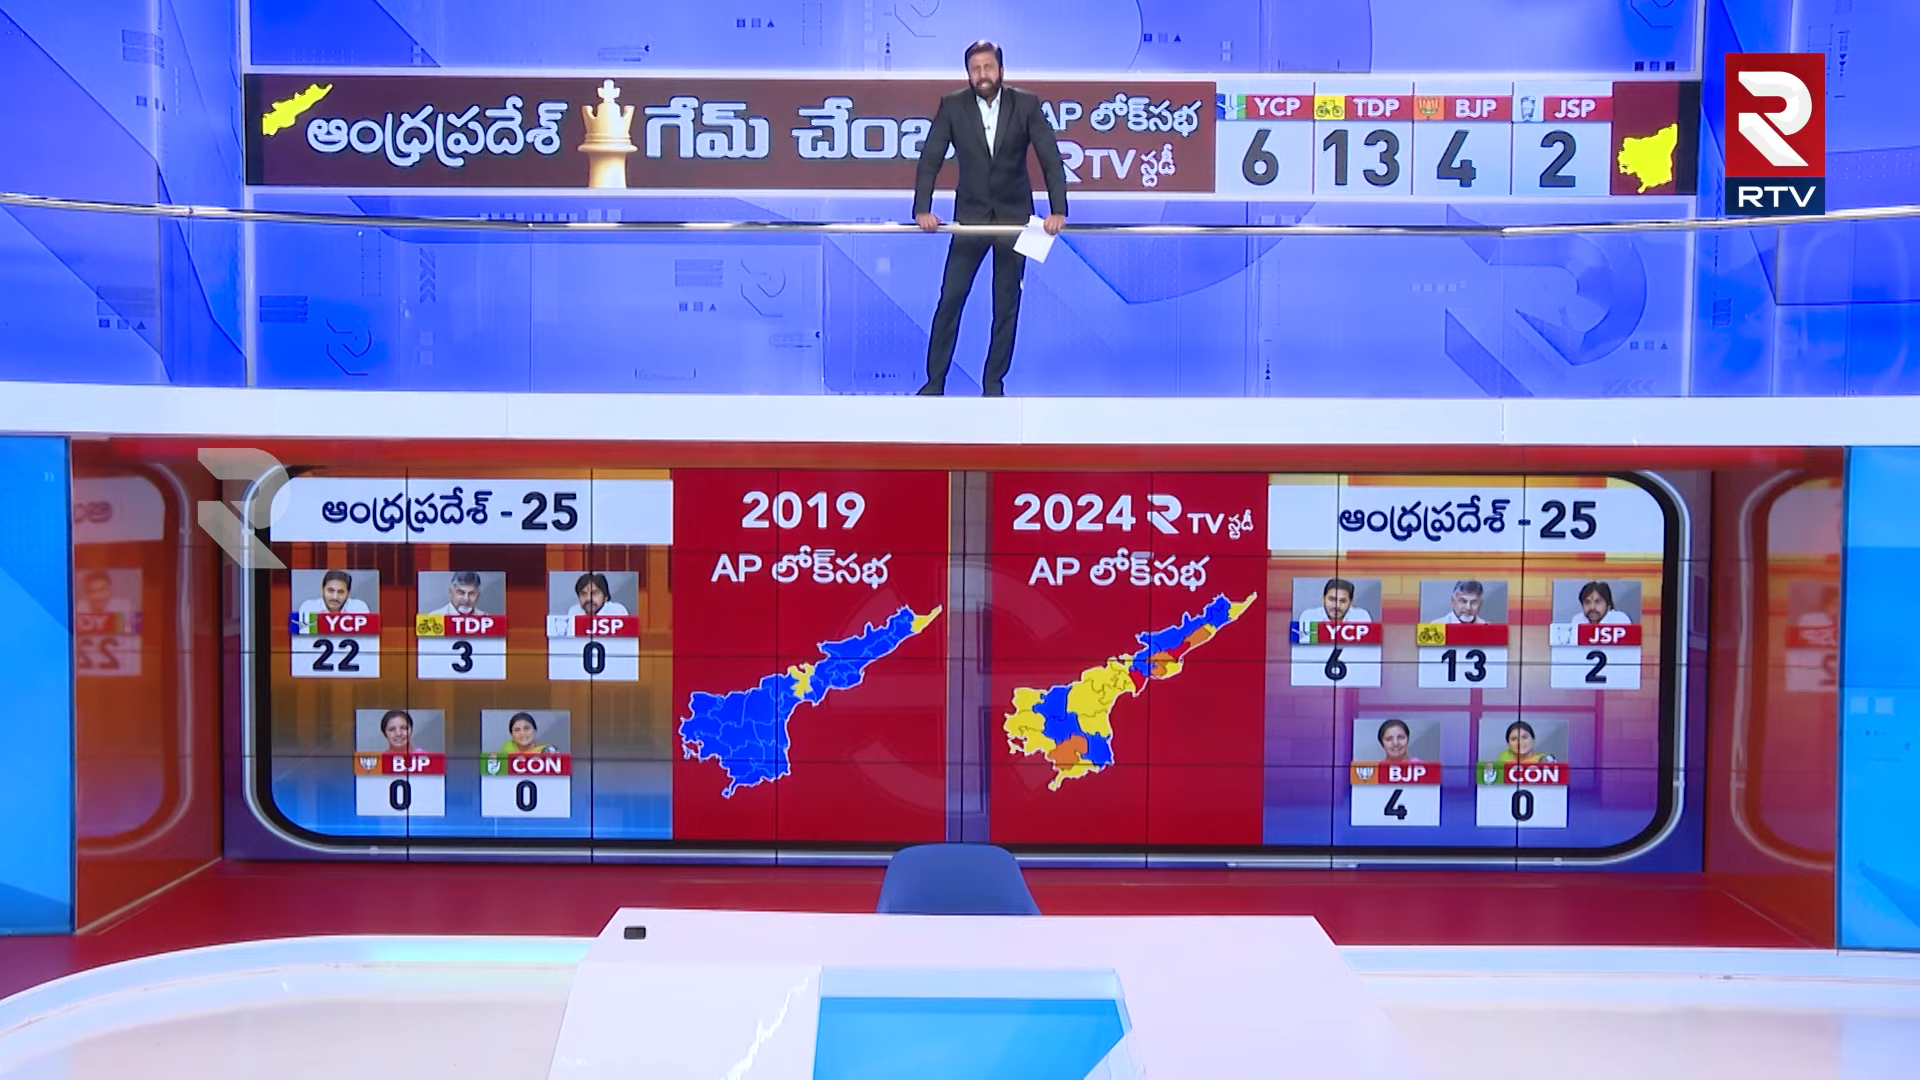 ఆంధ్రప్రదేశ్ గేమ్
AP లోక్‌సభ
RTV స్టడీ
YCP TDP BJP JSP
6 13 4 2
RTV
ఆంధ్రప్రదేశ్ - 25
YCP TDP JSP
22 3 0
BJP CON
0 0
2019
AP లోక్‌సభ
2024 RTV స్టడీ
AP లోక్‌సభ
ఆంధ్రప్రదేశ్ - 25
YCP JSP
6 13 2
BJP CON
4 0